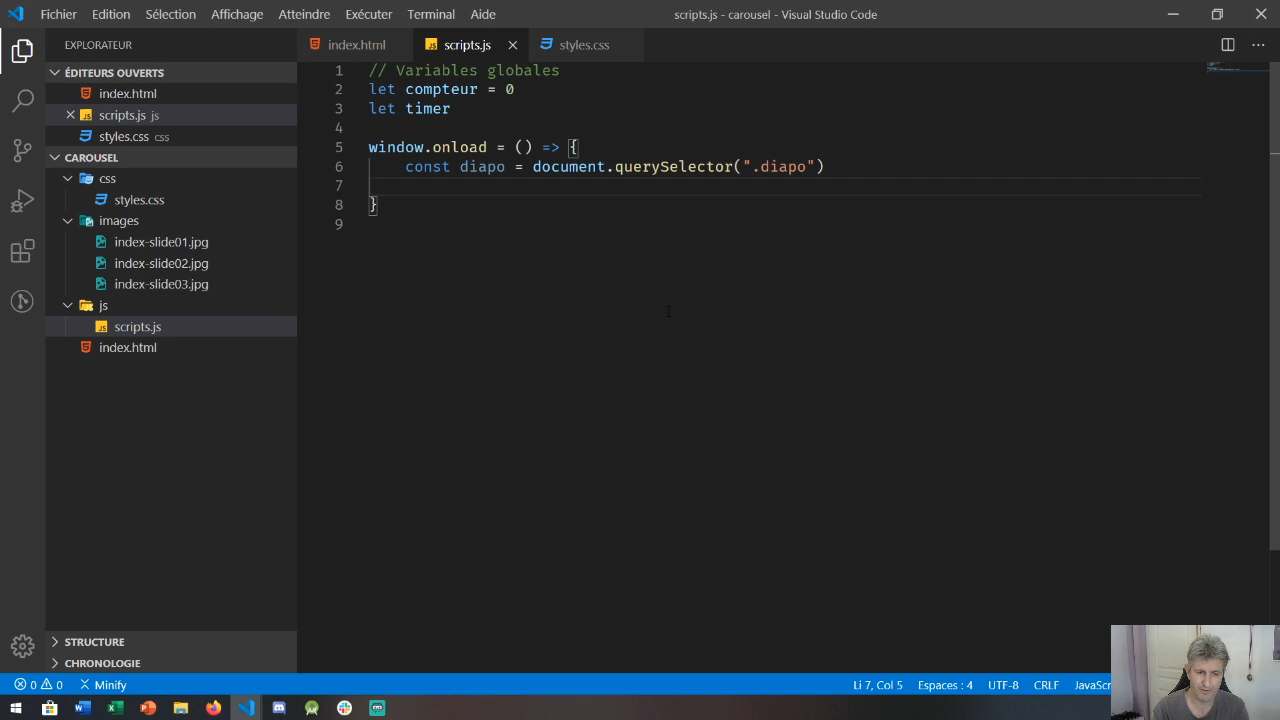 Fichier Edition Sélection Affichage Atteindre Exécuter Terminal Aide scripts.js - carousel - Visual Studio Code
EXPLORATEUR
ÉDITEURS OUVERTS
index.html
scripts.js js
styles.css css
CAROUSEL
css
styles.css
images
index-slide01.jpg
index-slide02.jpg
index-slide03.jpg
js
scripts.js
index.html
STRUCTURE
CHRONOLOGIE
index.html scripts.js styles.css
1 // Variables globales
2 let compteur = 0
3 let timer
4
5 window.onload = () => {
6 const diapo = document.querySelector(".diapo")
7
8 }
9
0 0 Minify Li 7, Col 5 Espaces : 4 UTF-8 CRLF JavaScr